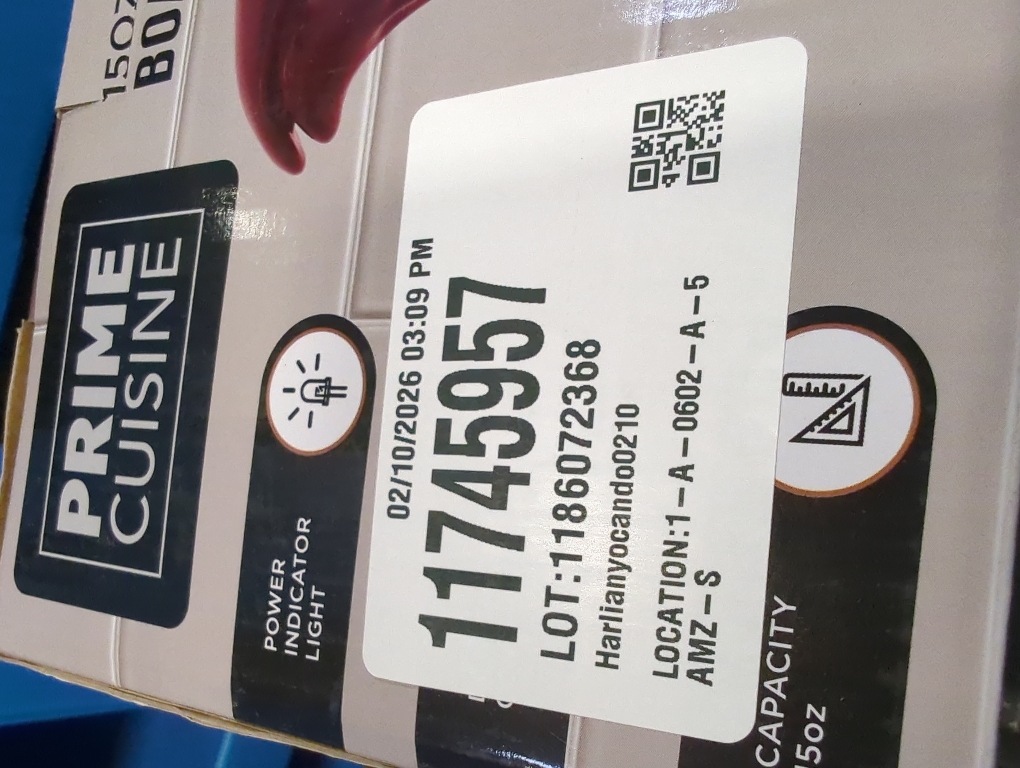 15OZ
BO
PRIME
CUISINE
POWER
INDICATOR
LIGHT
02/10/2026 03:09 PM
11745957
LOT:1186072368
Harlianyocando0210
LOCATION:1-A-0602-A-5
AMZ-S
CAPACITY
15OZ